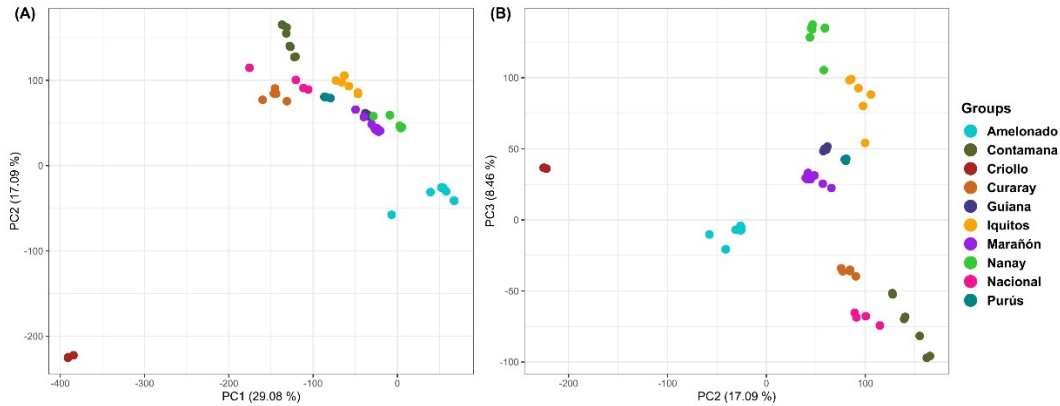 (A)
PC2 (17.09 %)
100
0
-100
-200
-400
-300
-200
-100
0
PC1 (29.08 %)
(B)
PC3 (8.46 %)
100
50
0
-50
-100
-200
-100
0
100
PC2 (17.09 %)
Groups
Amelonado
Contamana
Criollo
Curaray
Guiana
Iquitos
Marañón
Nanay
Nacional
Purús